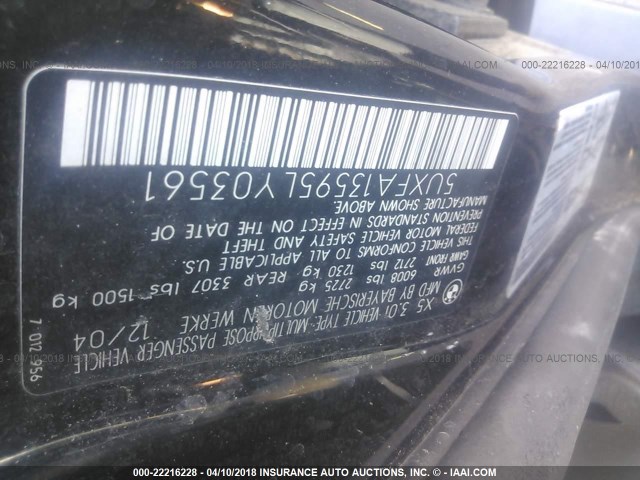 000-22216228 - 04/10/2018
X5 3.0i VEHICLE TYPE: MULTIPURPOSE PASSENGER VEHICLE
MFD BY BAYERISCHE MOTOREN WERKE 12/04
GVWR 6008 lbs 2725 kg
GAWR FRONT 2712 lbs 1230 kg REAR 3307 lbs 1500 kg
THIS VEHICLE CONFORMS TO ALL APPLICABLE U.S.
FEDERAL MOTOR VEHICLE SAFETY AND THEFT
PREVENTION STANDARDS IN EFFECT ON THE DATE OF
MANUFACTURE SHOWN ABOVE.
5UXFA13595LY03561
7 012 956
000-22216228 - 04/10/2018 INSURANCE AUTO AUCTIONS, INC. - © - IAAI.COM